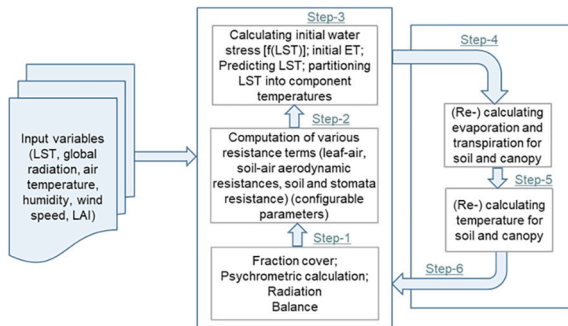 Step-3
Calculating initial water
stress [f(LST)]; initial ET;
Predicting LST; partitioning
LST into component
temperatures
Step-4
Input variables
(LST, global
radiation, air
temperature,
humidity, wind
speed, LAI)
Step-2
Computation of various
resistance terms (leaf-air,
soil-air aerodynamic
resistances, soil and stomata
resistance) (configurable
parameters)
(Re-) calculating
evaporation and
transpiration for
soil and canopy
Step-5
(Re-) calculating
temperature for
soil and canopy
Step-1
Fraction cover;
Psychrometric calculation;
Radiation
Balance
Step-6